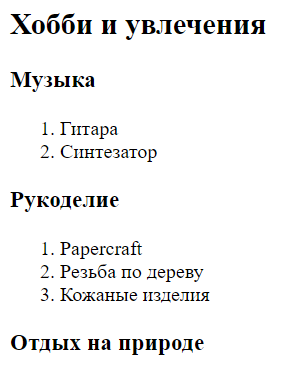 Хобби и увлечения
Музыка
1. Гитара
2. Синтезатор
Рукоделие
1. Papercraft
2. Резьба по дереву
3. Кожаные изделия
Отдых на природе